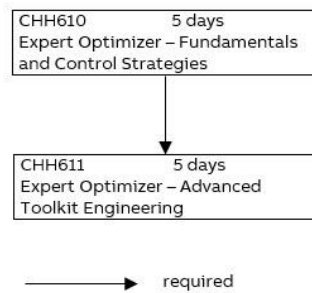 CHH610 5 days
Expert Optimizer – Fundamentals
and Control Strategies
CHH611 5 days
Expert Optimizer – Advanced
Toolkit Engineering
required